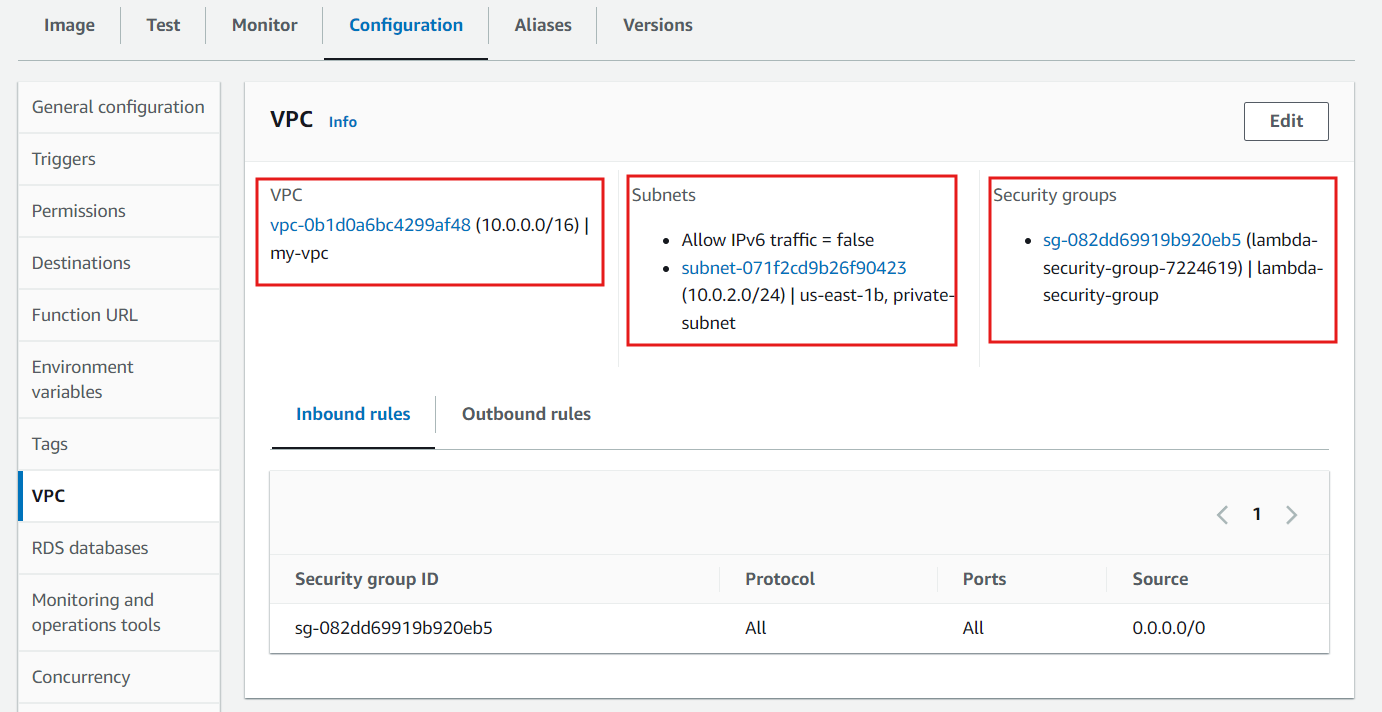 Image
Test
Monitor
Configuration
Aliases
Versions
General configuration
Triggers
Permissions
Destinations
Function URL
Environment
variables
Tags
VPC
RDS databases
Monitoring and
operations tools
Concurrency
VPC Info
Edit
VPC
vpc-0b1d0a6bc4299af48 (10.0.0.0/16) |
my-vpc
Subnets
• Allow IPv6 traffic = false
• subnet-071f2cd9b26f90423
(10.0.2.0/24) | us-east-1b, private-
subnet
Security groups
• sg-082dd69919b920eb5 (lambda-
security-group-7224619) | lambda-
security-group
Inbound rules
Outbound rules
1
Security group ID Protocol Ports Source
sg-082dd69919b920eb5 All All 0.0.0.0/0